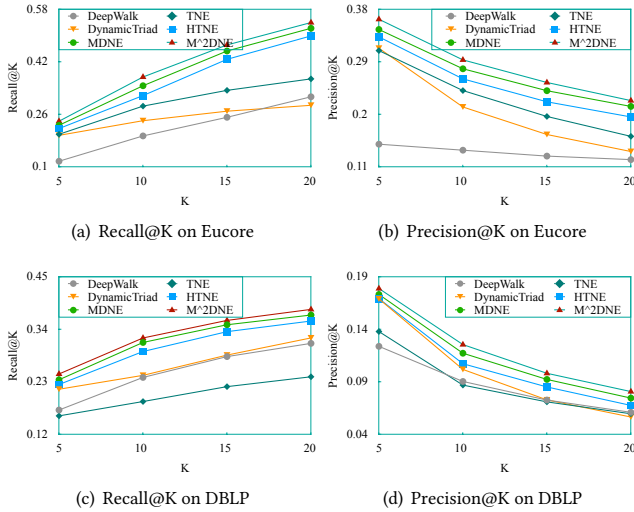 0.58
0.42
0.26
0.1
Recall@K
DeepWalk
DynamicTriad
MDNE
TNE
HTNE
M^2DNE
5
10
15
20
K
(a) Recall@K on Eucore
0.38
0.29
0.2
0.11
Precision@K
DeepWalk
DynamicTriad
MDNE
TNE
HTNE
M^2DNE
5
10
15
20
K
(b) Precision@K on Eucore
0.45
0.34
0.23
0.12
Recall@K
DeepWalk
DynamicTriad
MDNE
TNE
HTNE
M^2DNE
5
10
15
20
K
(c) Recall@K on DBLP
0.19
0.14
0.09
0.04
Precision@K
DeepWalk
DynamicTriad
MDNE
TNE
HTNE
M^2DNE
5
10
15
20
K
(d) Precision@K on DBLP